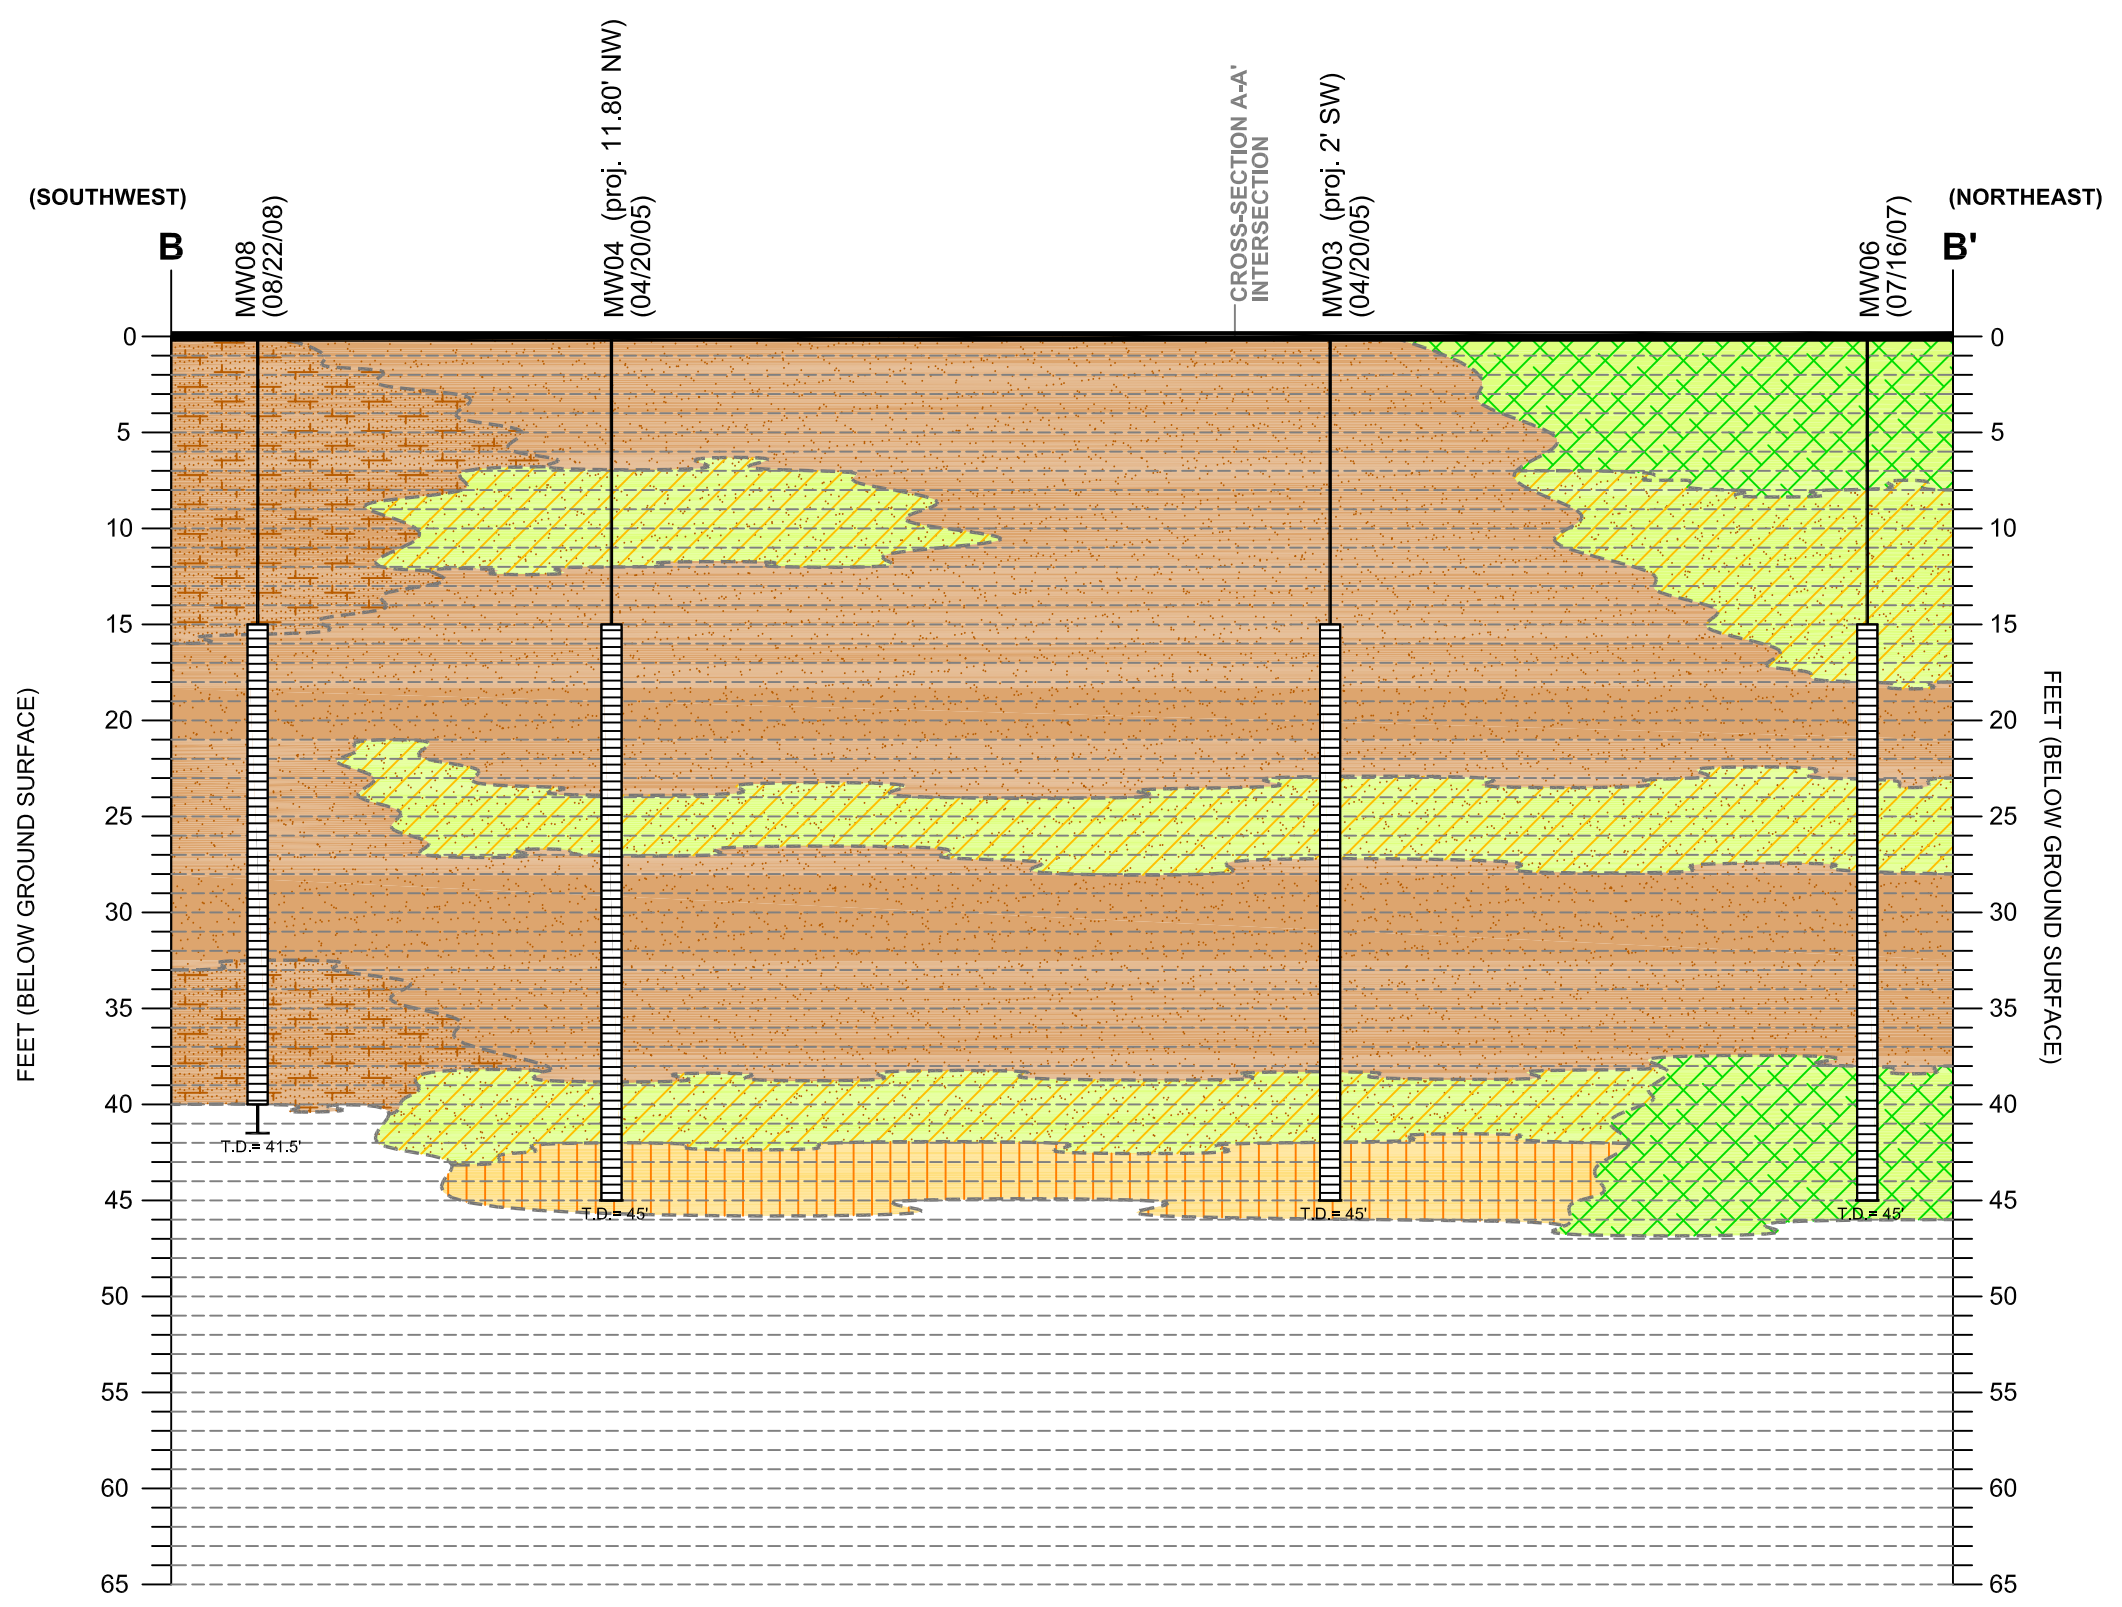 (SOUTHWEST)
B
MW08
(08/22/08)
MW04 (proj. 11.80' NW)
(04/20/05)
CROSS-SECTION A-A'
INTERSECTION
MW03 (proj. 2' SW)
(04/20/05)
MW06
(07/16/07)
(NORTHEAST)
B'
FEET (BELOW GROUND SURFACE)
0
5
10
15
20
25
30
35
40
45
50
55
60
65
T.D.= 41.5'
T.D.= 45'
T.D.= 45'
T.D.= 45'
0
5
10
15
20
25
30
35
40
45
50
55
60
65
FEET (BELOW GROUND SURFACE)